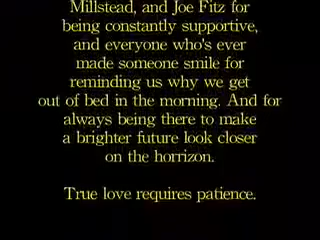 Millstead, and Joe Fitz for
being constantly supportive,
and everyone who's ever
made someone smile for
reminding us why we get
out of bed in the morning. And for
always being there to make
a brighter future look closer
on the horrizon.
True love requires patience.